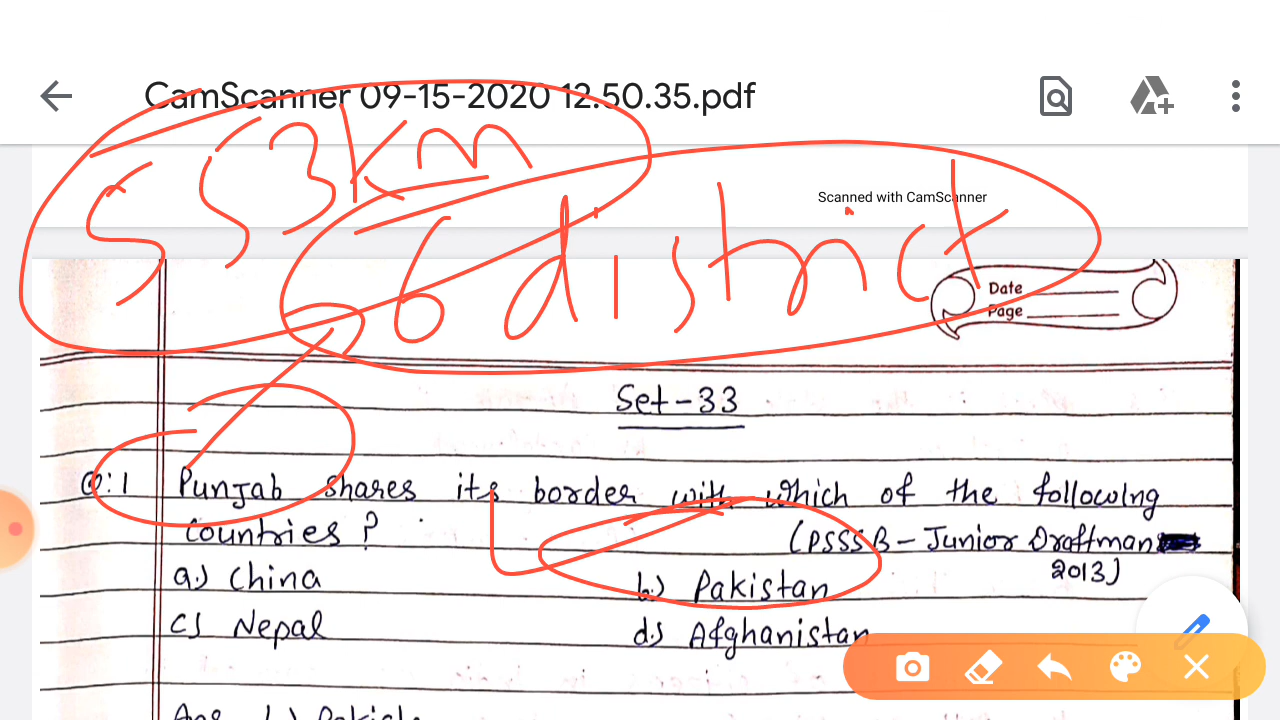 CamScanner 09-15-2020 12.50.35.pdf
553km
Scanned with CamScanner
6 district
Date
Page
Set-33
Q:1 Punjab shares its border with which of the following
countries ?
(PSSSB - Junior Draftman
2013)
a.) China
b.) Pakistan
c) Nepal
d.) Afghanistan
Ans